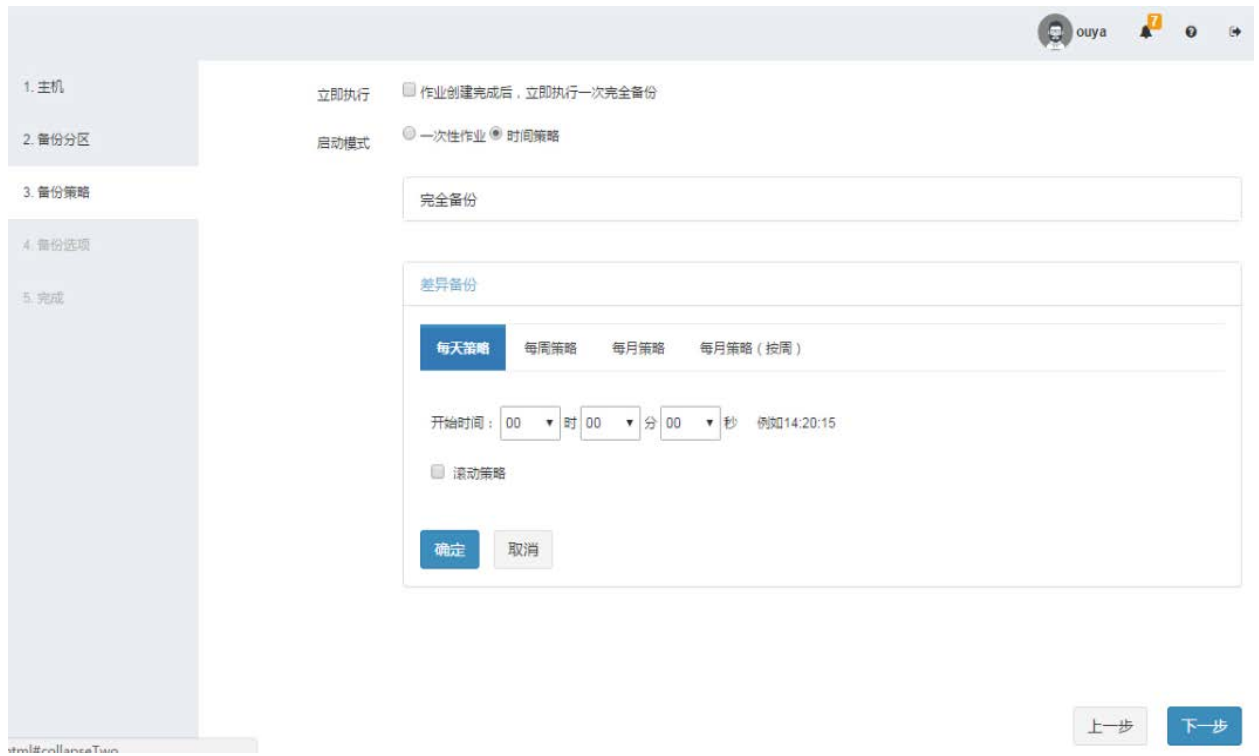 ouya 7
1. 主机
2. 备份分区
3. 备份策略
4. 备份选项
5. 完成
立即执行 作业创建完成后，立即执行一次完全备份
启动模式 一次性作业 时间策略
完全备份
差异备份
每天策略 每周策略 每月策略 每月策略（按周）
开始时间： 00 时 00 分 00 秒 例如14:20:15
滚动策略
确定 取消
上一步 下一步
html#collapseTwo